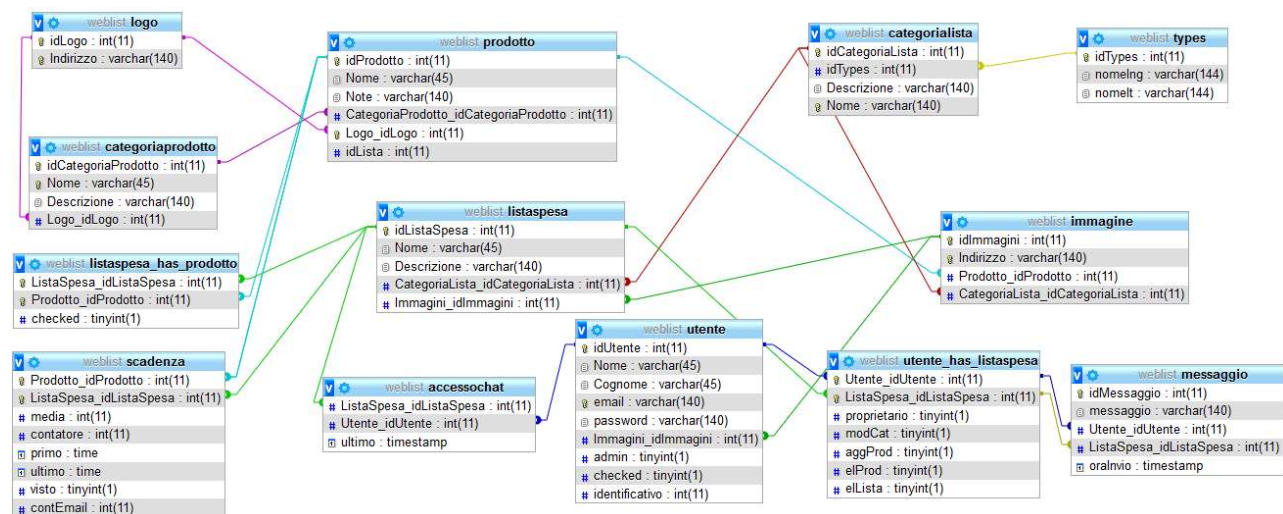 weblist logo
idLogo : int(11)
Indirizzo : varchar(140)
weblist prodotto
idProdotto : int(11)
Nome : varchar(45)
Note : varchar(140)
CategoriaProdotto_idCategoriaProdotto : int(11)
Logo_idLogo : int(11)
idLista : int(11)
weblist categorialista
idCategoriaLista : int(11)
idTypes : int(11)
Descrizione : varchar(140)
Nome : varchar(140)
weblist types
idTypes : int(11)
nomeIng : varchar(144)
nomeIt : varchar(144)
weblist categoriaprodotto
idCategoriaProdotto : int(11)
Nome : varchar(45)
Descrizione : varchar(140)
Logo_idLogo : int(11)
weblist listaspesa
idListaSpesa : int(11)
Nome : varchar(45)
Descrizione : varchar(140)
CategoriaLista_idCategoriaLista : int(11)
Immagini_idImmagini : int(11)
weblist immagine
idImmagini : int(11)
Indirizzo : varchar(140)
Prodotto_idProdotto : int(11)
CategoriaLista_idCategoriaLista : int(11)
weblist listaspesa_has_prodotto
ListaSpesa_idListaSpesa : int(11)
Prodotto_idProdotto : int(11)
checked : tinyint(1)
weblist scadenza
Prodotto_idProdotto : int(11)
ListaSpesa_idListaSpesa : int(11)
media : int(11)
contatore : int(11)
primo : time
ultimo : time
visto : tinyint(1)
contEmail : int(11)
weblist accessochat
ListaSpesa_idListaSpesa : int(11)
Utente_idUtente : int(11)
ultimo : timestamp
weblist utente
idUtente : int(11)
Nome : varchar(45)
Cognome : varchar(45)
email : varchar(140)
password : varchar(140)
Immagini_idImmagini : int(11)
admin : tinyint(1)
checked : tinyint(1)
identificativo : int(11)
weblist utente_has_listaspesa
Utente_idUtente : int(11)
ListaSpesa_idListaSpesa : int(11)
proprietario : tinyint(1)
modCat : tinyint(1)
aggProd : tinyint(1)
elProd : tinyint(1)
elLista : tinyint(1)
weblist messaggio
idMessaggio : int(11)
messaggio : varchar(140)
Utente_idUtente : int(11)
ListaSpesa_idListaSpesa : int(11)
oraInvio : timestamp